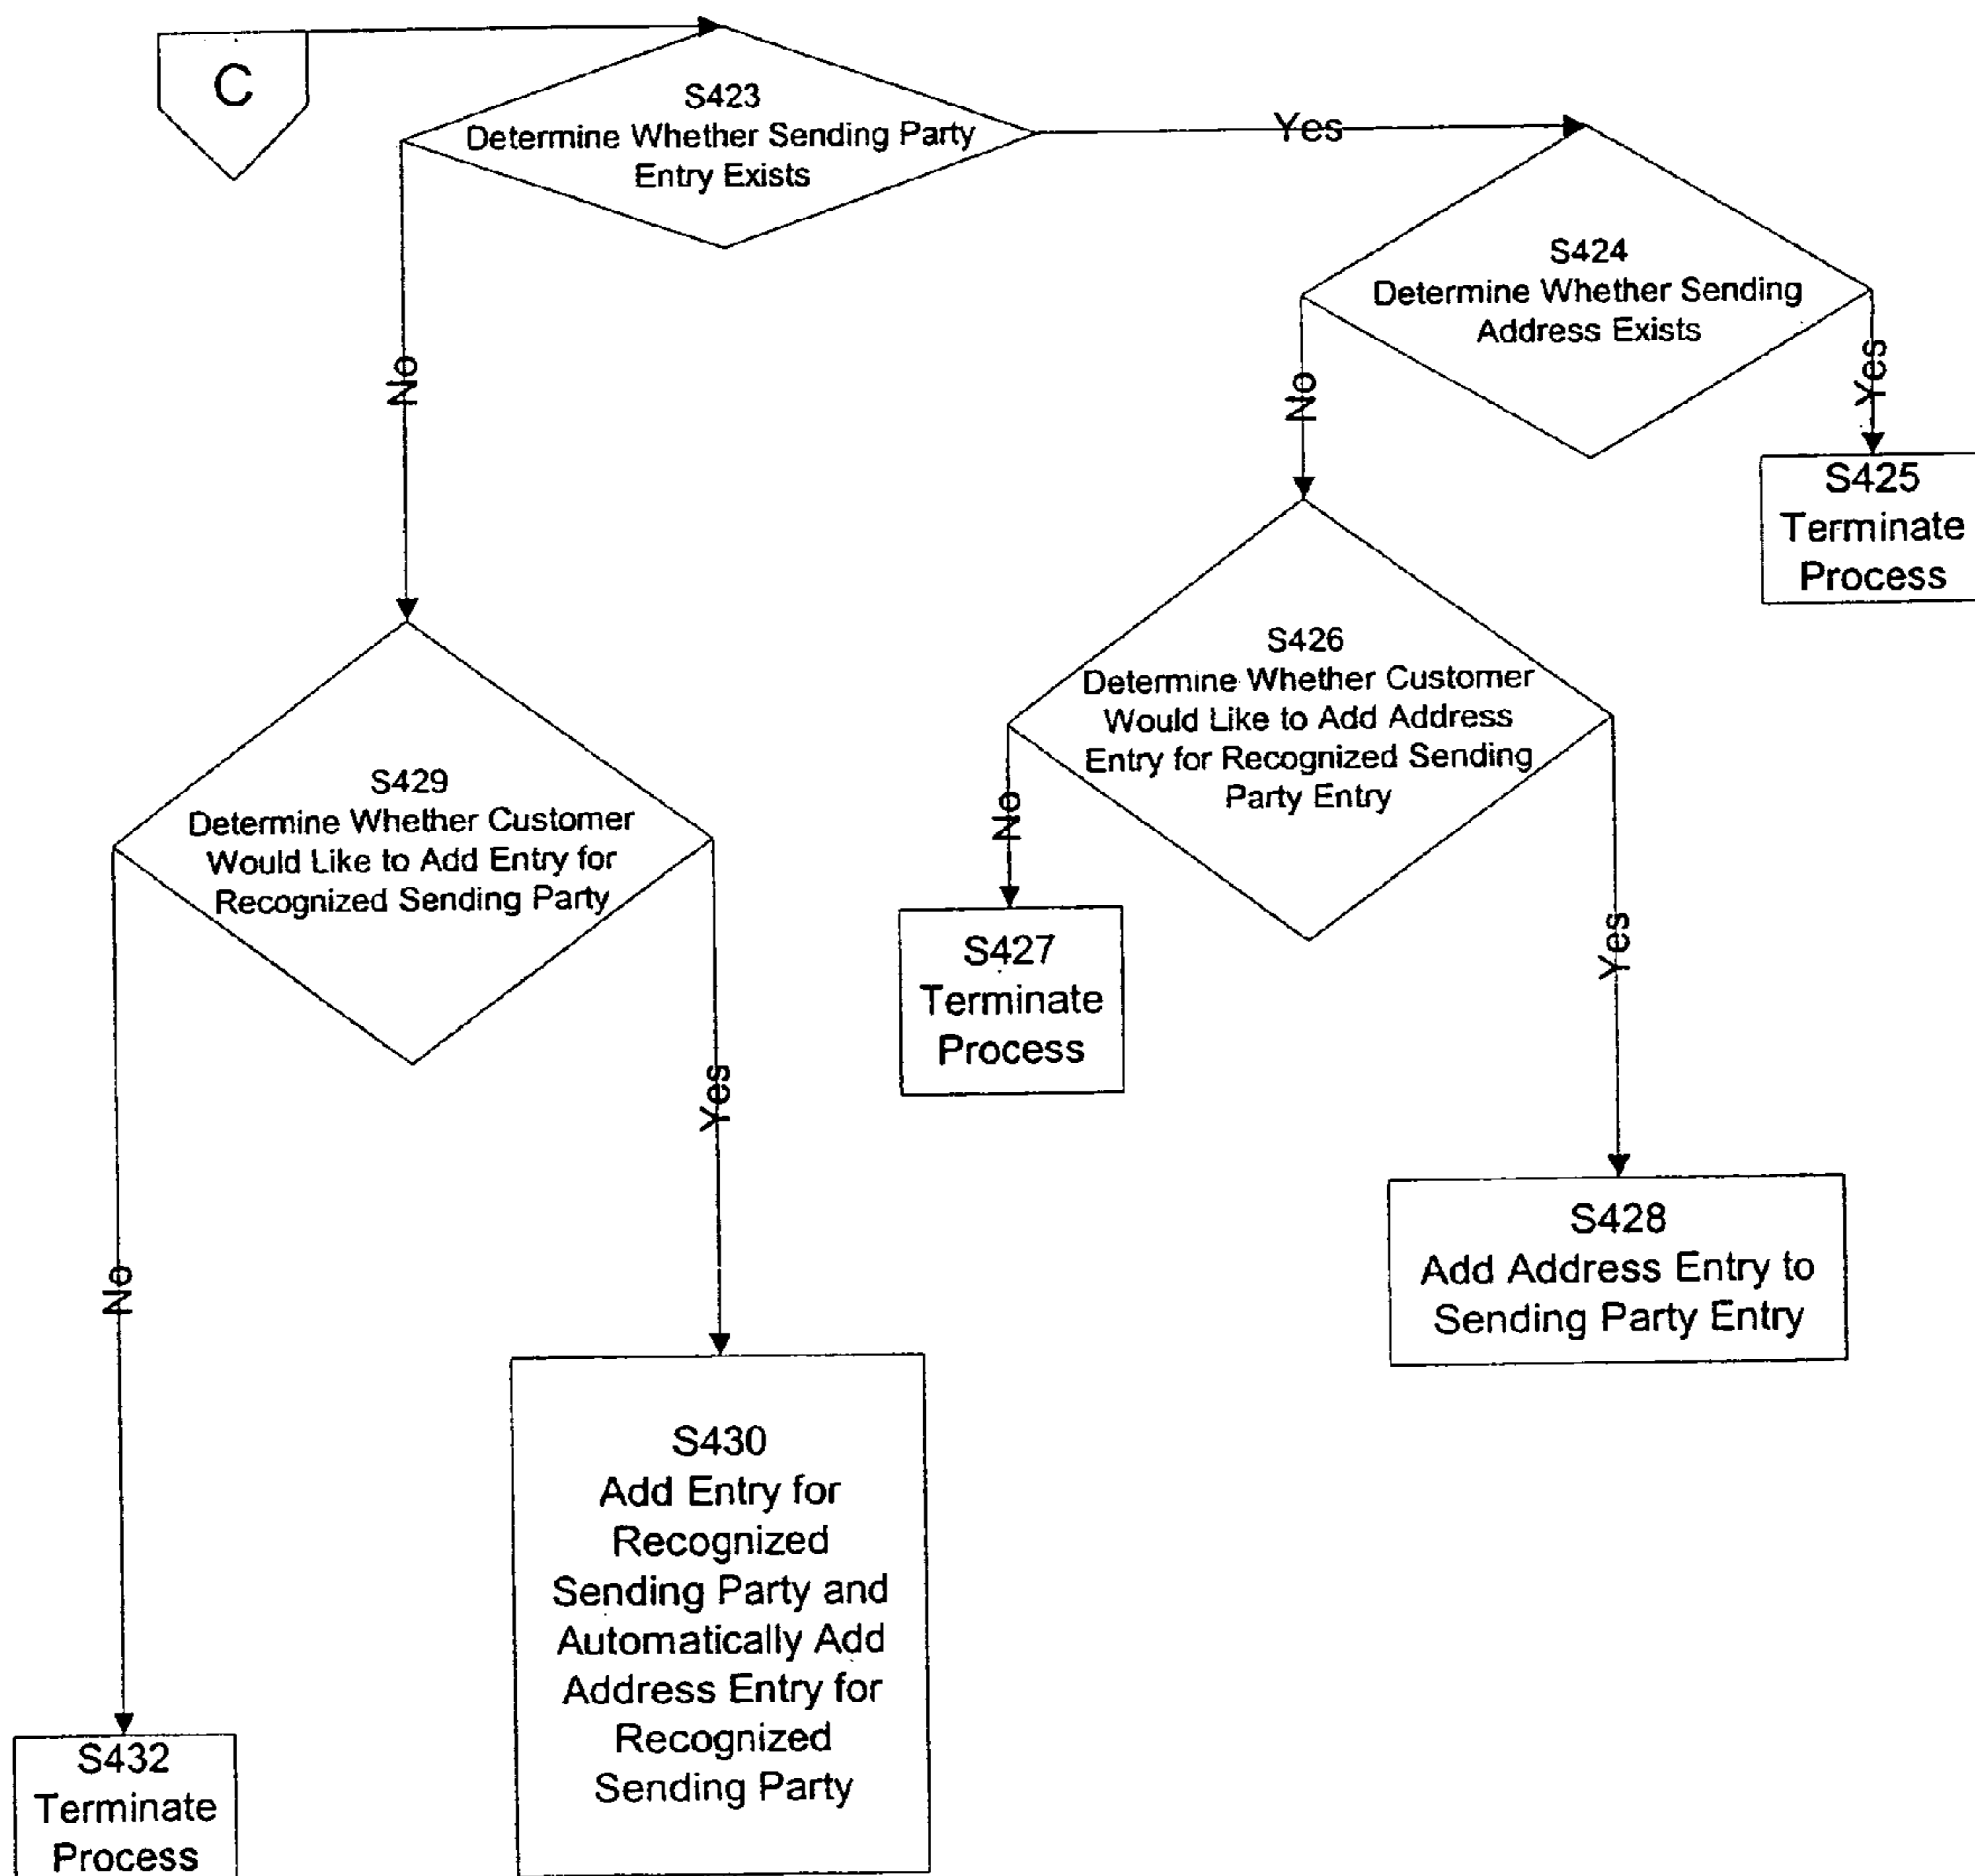 C
S423
Determine Whether Sending Party
Entry Exists
Yes
S424
Determine Whether Sending
Address Exists
No
No
Yes
S425
Terminate
Process
S426
Determine Whether Customer
Would Like to Add Address
Entry for Recognized Sending
Party Entry
S429
Determine Whether Customer
Would Like to Add Entry for
Recognized Sending Party
No
Yes
S427
Terminate
Process
Yes
No
S428
Add Address Entry to
Sending Party Entry
S430
Add Entry for
Recognized
Sending Party and
Automatically Add
Address Entry for
Recognized
Sending Party
S432
Terminate
Process